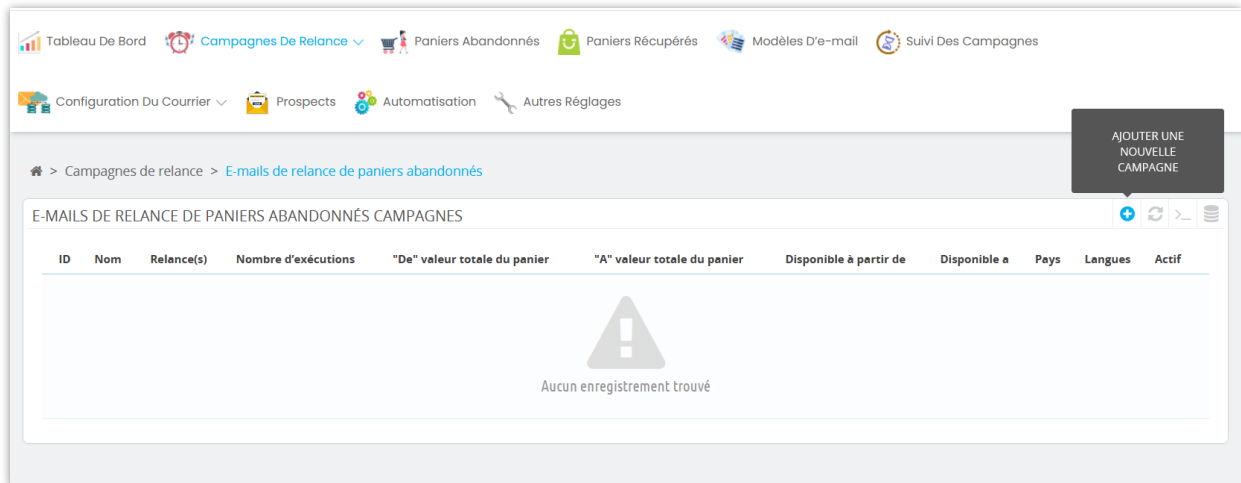 Tableau De Bord Campagnes De Relance Paniers Abandonnés Paniers Récupérés Modèles D'e-mail Suivi Des Campagnes
Configuration Du Courrier Prospects Automatisation Autres Réglages
AJOUTER UNE
NOUVELLE
CAMPAGNE
> Campagnes de relance > E-mails de relance de paniers abandonnés
E-MAILS DE RELANCE DE PANIERS ABANDONNÉS CAMPAGNES
ID Nom Relance(s) Nombre d'exécutions "De" valeur totale du panier "A" valeur totale du panier Disponible à partir de Disponible a Pays Langues Actif
Aucun enregistrement trouvé